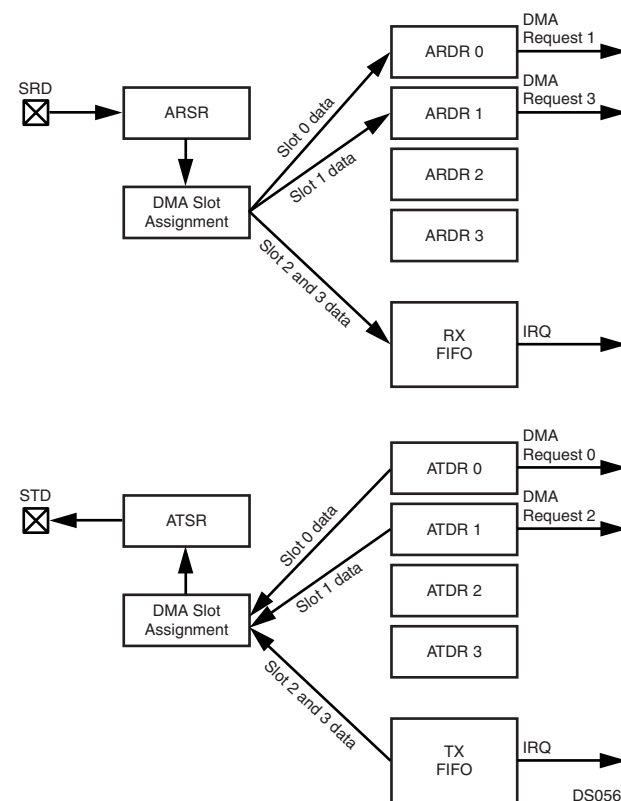 SRD
ARSR
DMA Slot
Assignment
Slot 0 data
Slot 1 data
Slot 2 and 3 data
ARDR 0
DMA
Request 1
ARDR 1
DMA
Request 3
ARDR 2
ARDR 3
RX
FIFO
IRQ
STD
ATSR
DMA Slot
Assignment
Slot 0 data
Slot 1 data
Slot 2 and 3 data
ATDR 0
DMA
Request 0
ATDR 1
DMA
Request 2
ATDR 2
ATDR 3
TX
FIFO
IRQ
DS056